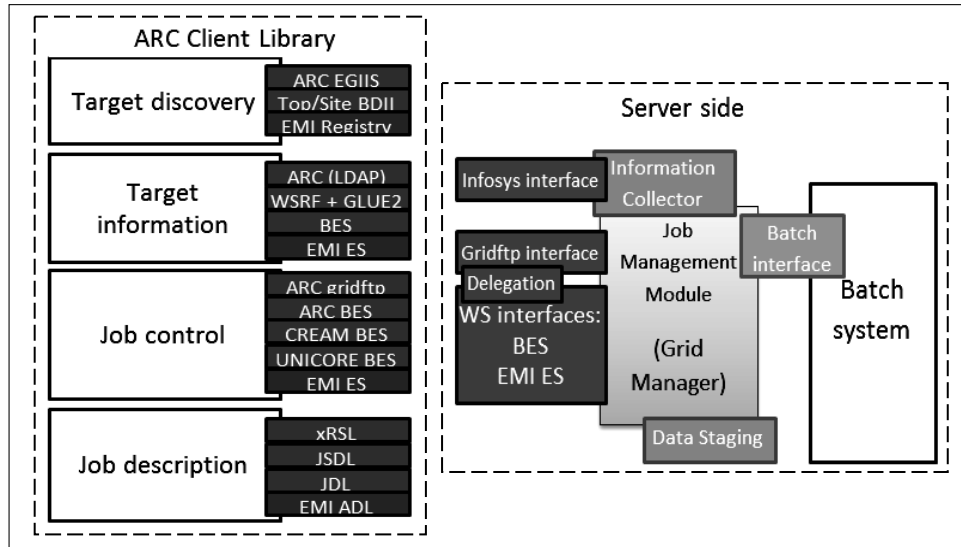 ARC Client Library
Target discovery
ARC EGIIS
Top/Site BDII
EMI Registry
Target
information
ARC (LDAP)
WSRF + GLUE2
BES
EMI ES
Job control
ARC gridftp
ARC BES
CREAM BES
UNICORE BES
EMI ES
Job description
xRSL
JSDL
JDL
EMI ADL
Server side
Infosys interface
Information
Collector
Gridftp interface
Delegation
WS interfaces:
BES
EMI ES
Job
Management
Module
(Grid
Manager)
Batch
interface
Data Staging
Batch
system